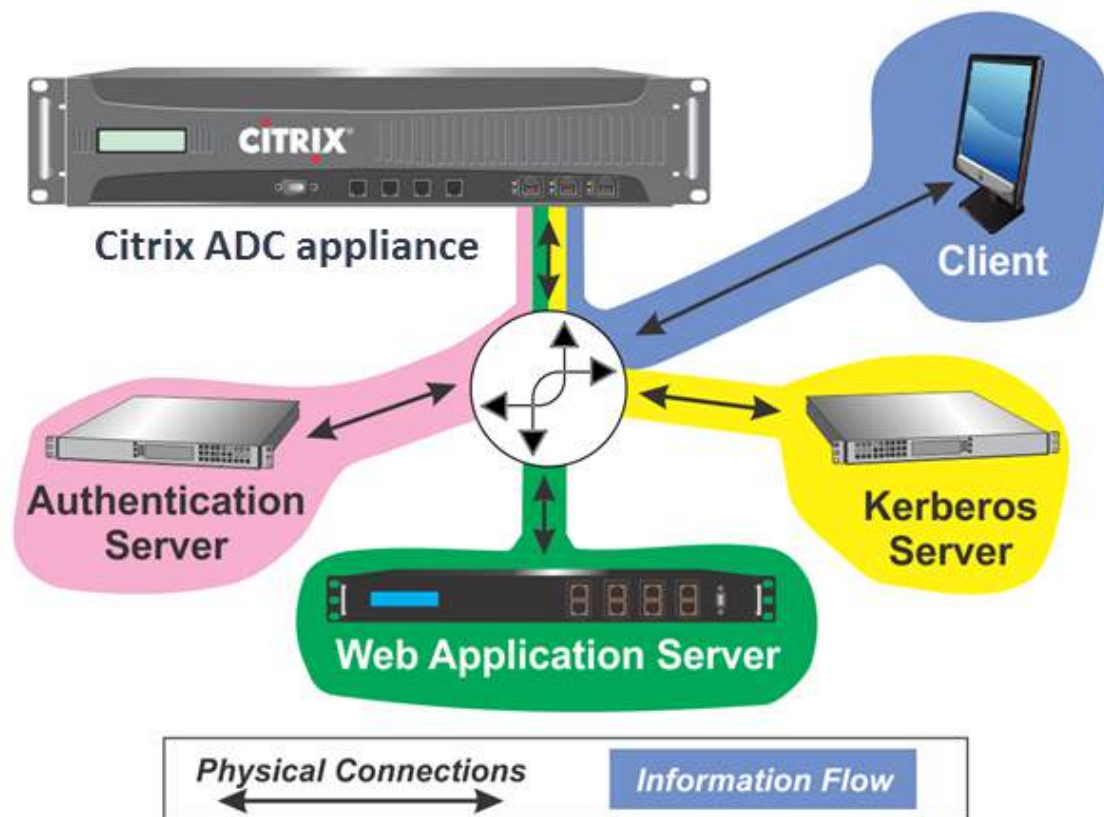 CITRIX®
Citrix ADC appliance
Client
Authentication
Server
Kerberos
Server
Web Application Server
Physical Connections
Information Flow